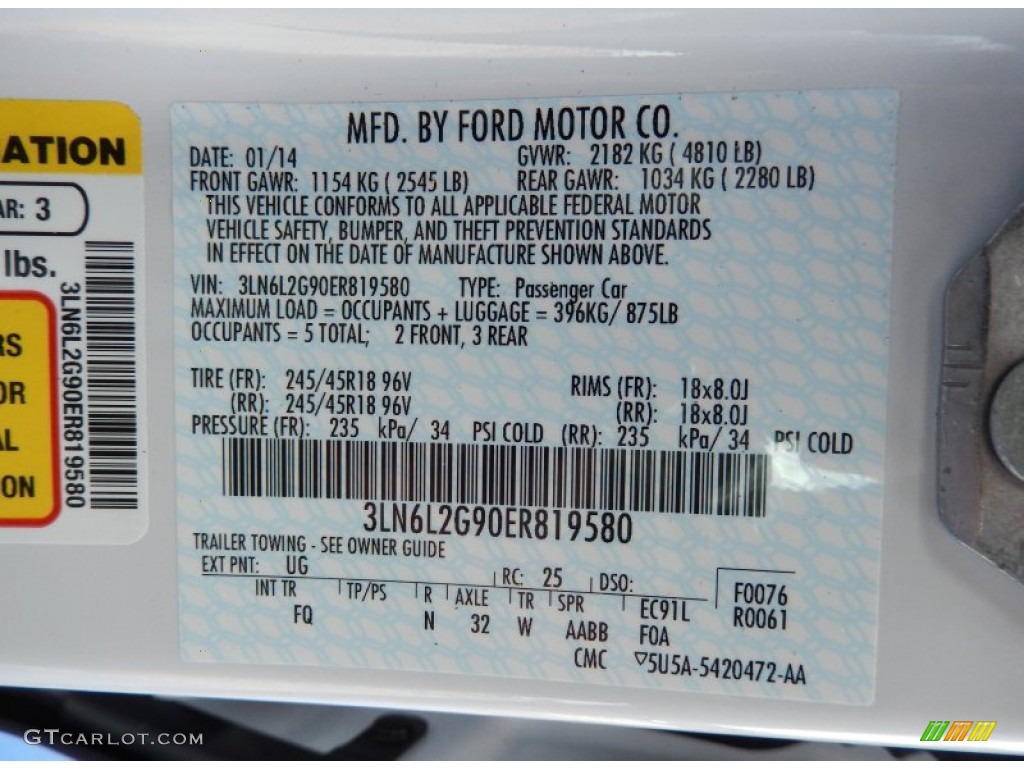 MFD. BY FORD MOTOR CO.
DATE: 01/14 GVWR: 2182 KG ( 4810 LB)
FRONT GAWR: 1154 KG ( 2545 LB) REAR GAWR: 1034 KG ( 2280 LB)
THIS VEHICLE CONFORMS TO ALL APPLICABLE FEDERAL MOTOR
VEHICLE SAFETY, BUMPER, AND THEFT PREVENTION STANDARDS
IN EFFECT ON THE DATE OF MANUFACTURE SHOWN ABOVE.
VIN: 3LN6L2G90ER819580 TYPE: Passenger Car
MAXIMUM LOAD = OCCUPANTS + LUGGAGE = 396KG/ 875LB
OCCUPANTS = 5 TOTAL; 2 FRONT, 3 REAR
TIRE (FR): 245/45R18 96V RIMS (FR): 18x8.0J
(RR): 245/45R18 96V (RR): 18x8.0J
PRESSURE (FR): 235 kPa/ 34 PSI COLD (RR): 235 kPa/ 34 PSI COLD
3LN6L2G90ER819580
TRAILER TOWING - SEE OWNER GUIDE
EXT PNT: UG RC: 25 DSO: F0076
INT TR TP/PS R AXLE TR SPR EC91L R0061
FQ N 32 W AABB FOA
CMC ▽5U5A-5420472-AA
ATION
AR: 3
lbs.
3LN6L2G90ER819580
RS
OR
AL
ON
GTCARLOT.COM